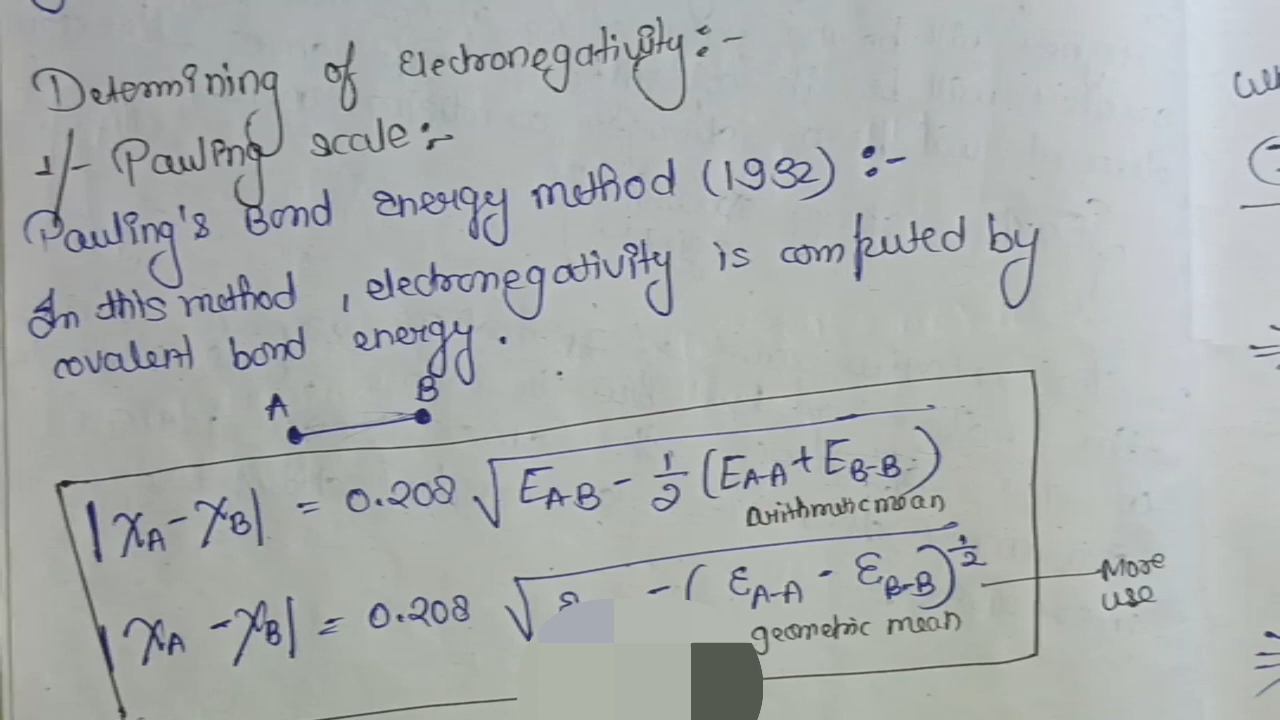 Determining of Electronegativity:-
1/- Pauling scale:-
Pauling's Bond energy method (1932) :-
In this method , electronegativity is computed by
covalent bond energy.
A B
|χA - χB| = 0.208 √ EA-B - 1/2 (EA-A + EB-B)
arithmetic mean
|χA - χB| = 0.208 √ - ( EA-A · EB-B)^1/2
geometric mean
More
use